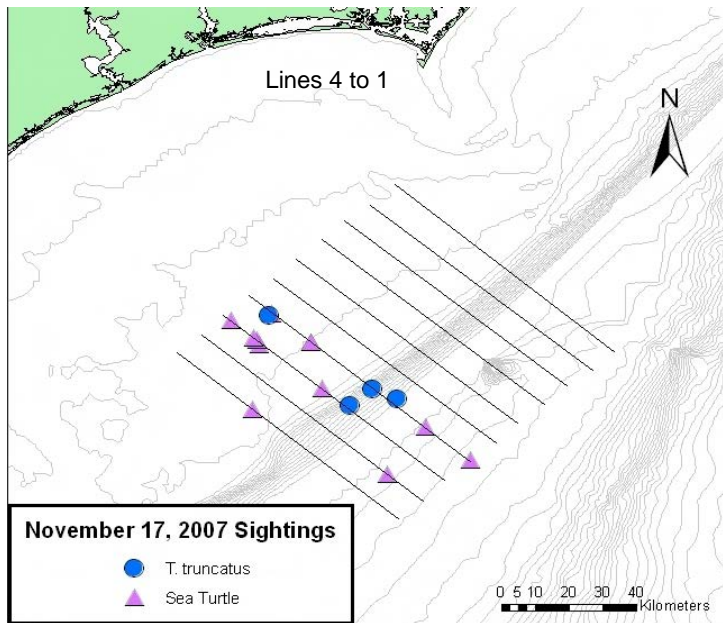 Lines 4 to 1
N
November 17, 2007 Sightings
T. truncatus
Sea Turtle
0 5 10 20 30 40
Kilometers